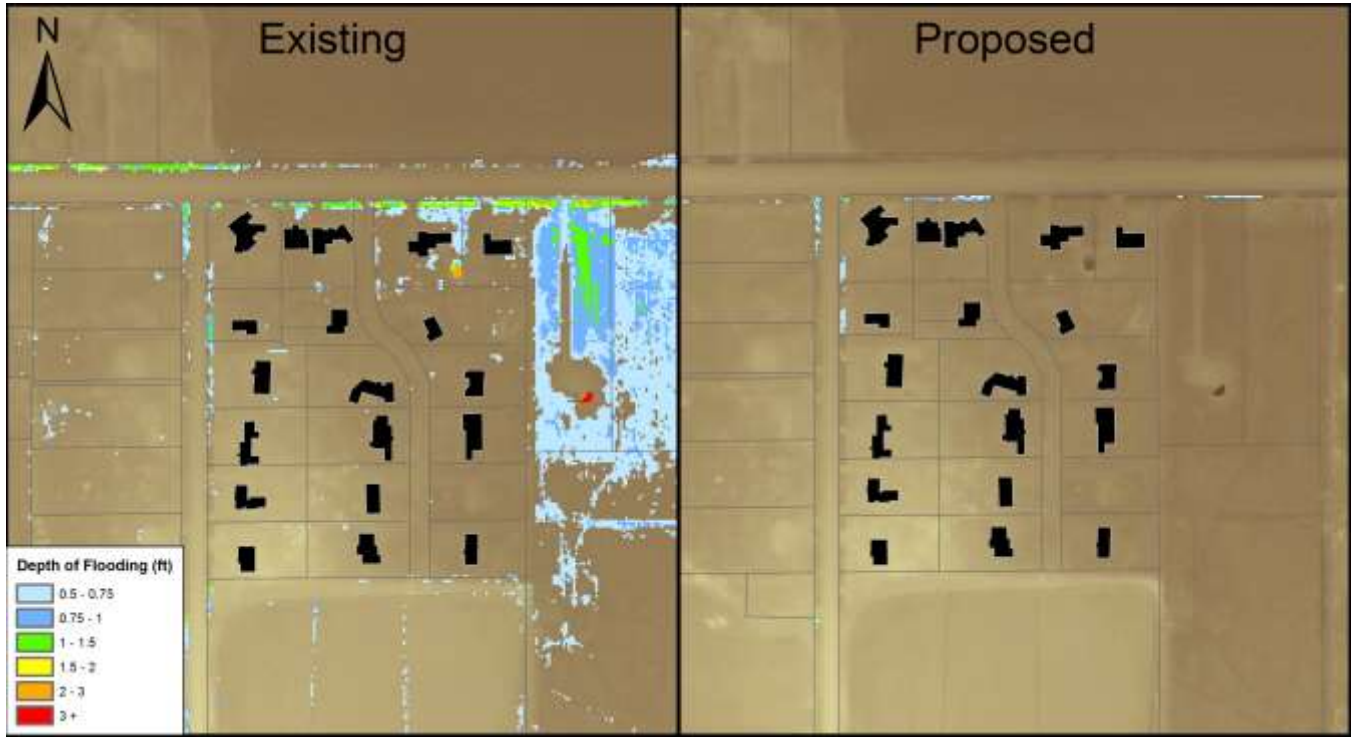 N
Existing
Proposed
Depth of Flooding (ft)
0.5 - 0.75
0.75 - 1
1 - 1.5
1.5 - 2
2 - 3
3 +